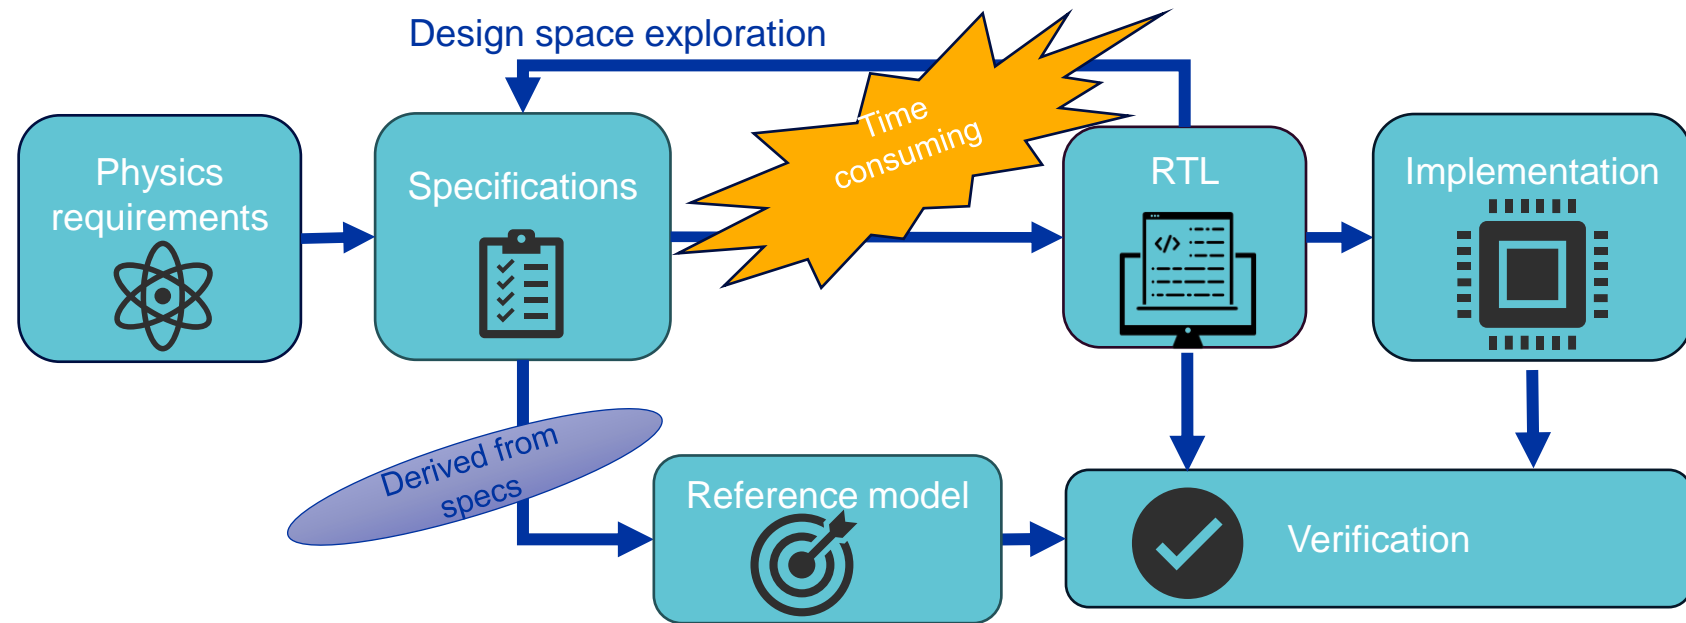 Design space exploration
Time
consuming
Physics
requirements
Specifications
RTL
</>
Implementation
Derived from
specs
Reference model
Verification